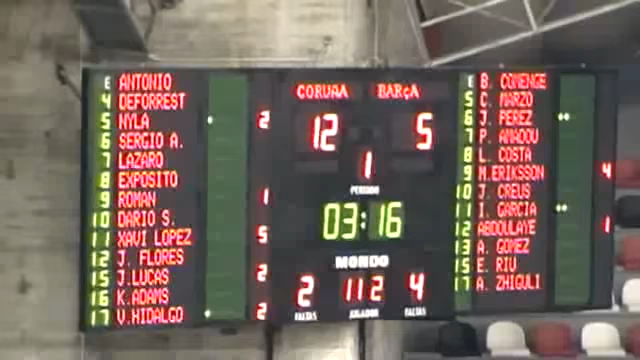 ANTONIO
4 DEFORREST
5 NYLA 2
6 SERGIO A.
7 LAZARO
8 EXPOSITO
9 ROMAN 1
10 DARIO S.
11 XAVI LOPEZ 5
12 J. FLORES
15 J.LUCAS 2
16 K.ADAMS
17 V.HIDALGO 2
CORUÑA BARÇA
12 5
1
PERIODO
03:16
MONDO
2 112 4
FALTAS JUGADOR FALTAS
B. COMENGE
5 C. MARZO
6 J. PEREZ
7 P. AMADOU
8 L. COSTA
9 M.ERIKSSON 4
10 J. CREUS
11 I. GARCIA
12 ABDOULAYE 1
13 A. GOMEZ
15 E. RIU
17 A. ZHIGULI